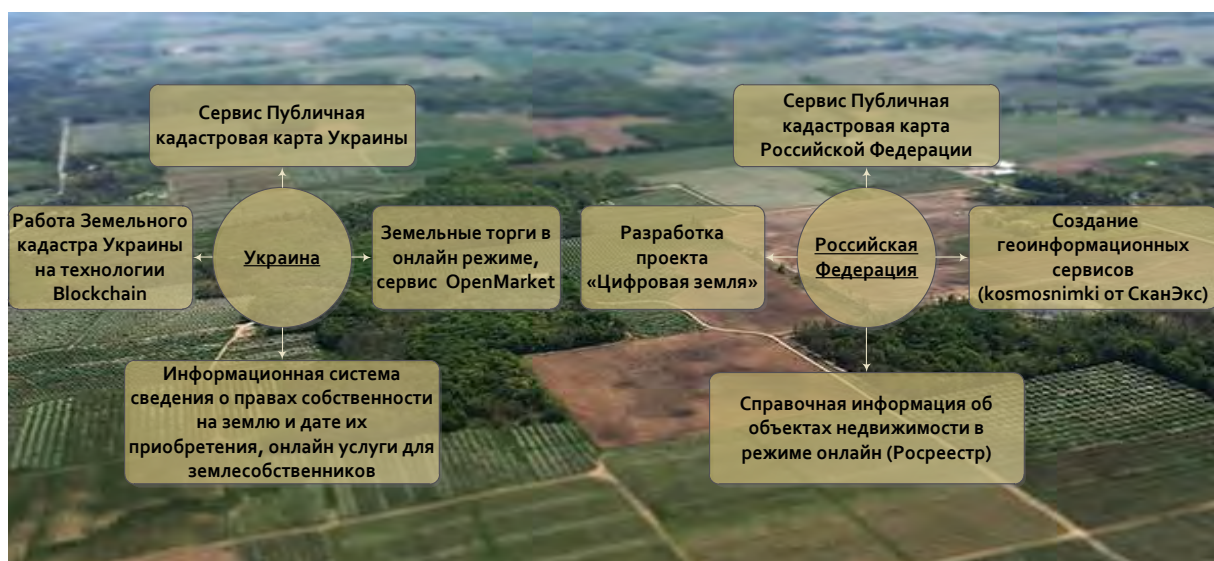 Сервис Публичная
кадастровая карта Украины
Работа Земельного
кадастра Украины
на технологии
Blockchain
Украина
Земельные торги в
онлайн режиме,
сервис OpenMarket
Информационная система
сведения о правах собственности
на землю и дате их
приобретения, онлайн услуги для
землесобственников
Сервис Публичная
кадастровая карта
Российской Федерации
Разработка
проекта
«Цифровая земля»
Российская
Федерация
Создание
геоинформационных
сервисов
(kosmosnimki от СканЭкс)
Справочная информация об
объектах недвижимости в
режиме онлайн (Росреестр)